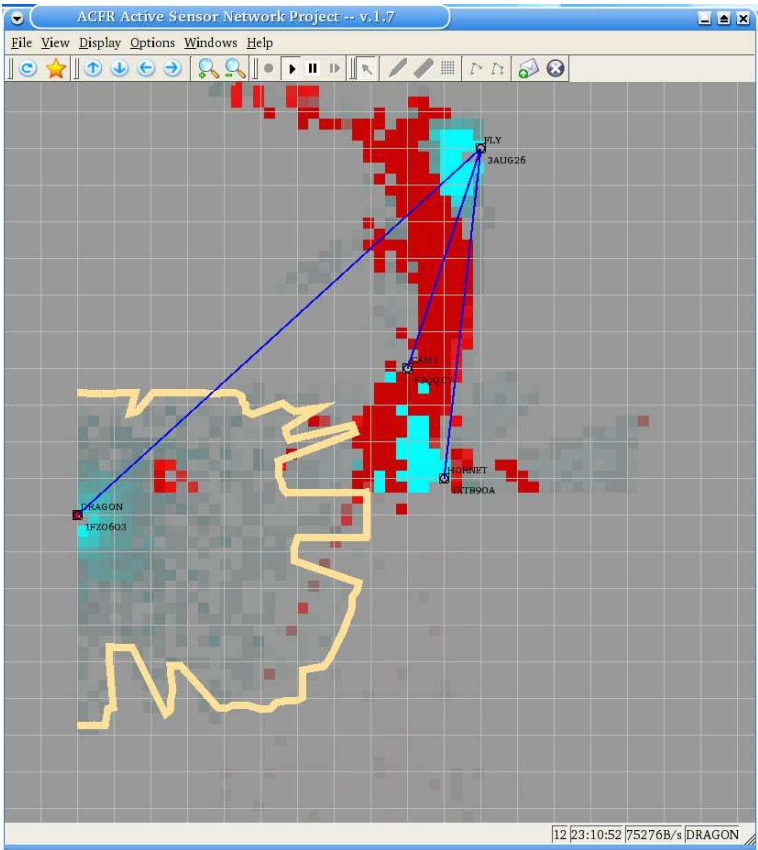 ACFR Active Sensor Network Project -- v.1.7
File View Display Options Windows Help
FLY
3AUG26
CAM1
HORNET
1XTB9OA
DRAGON
1FZO603
12 23:10:52 75276B/s DRAGON